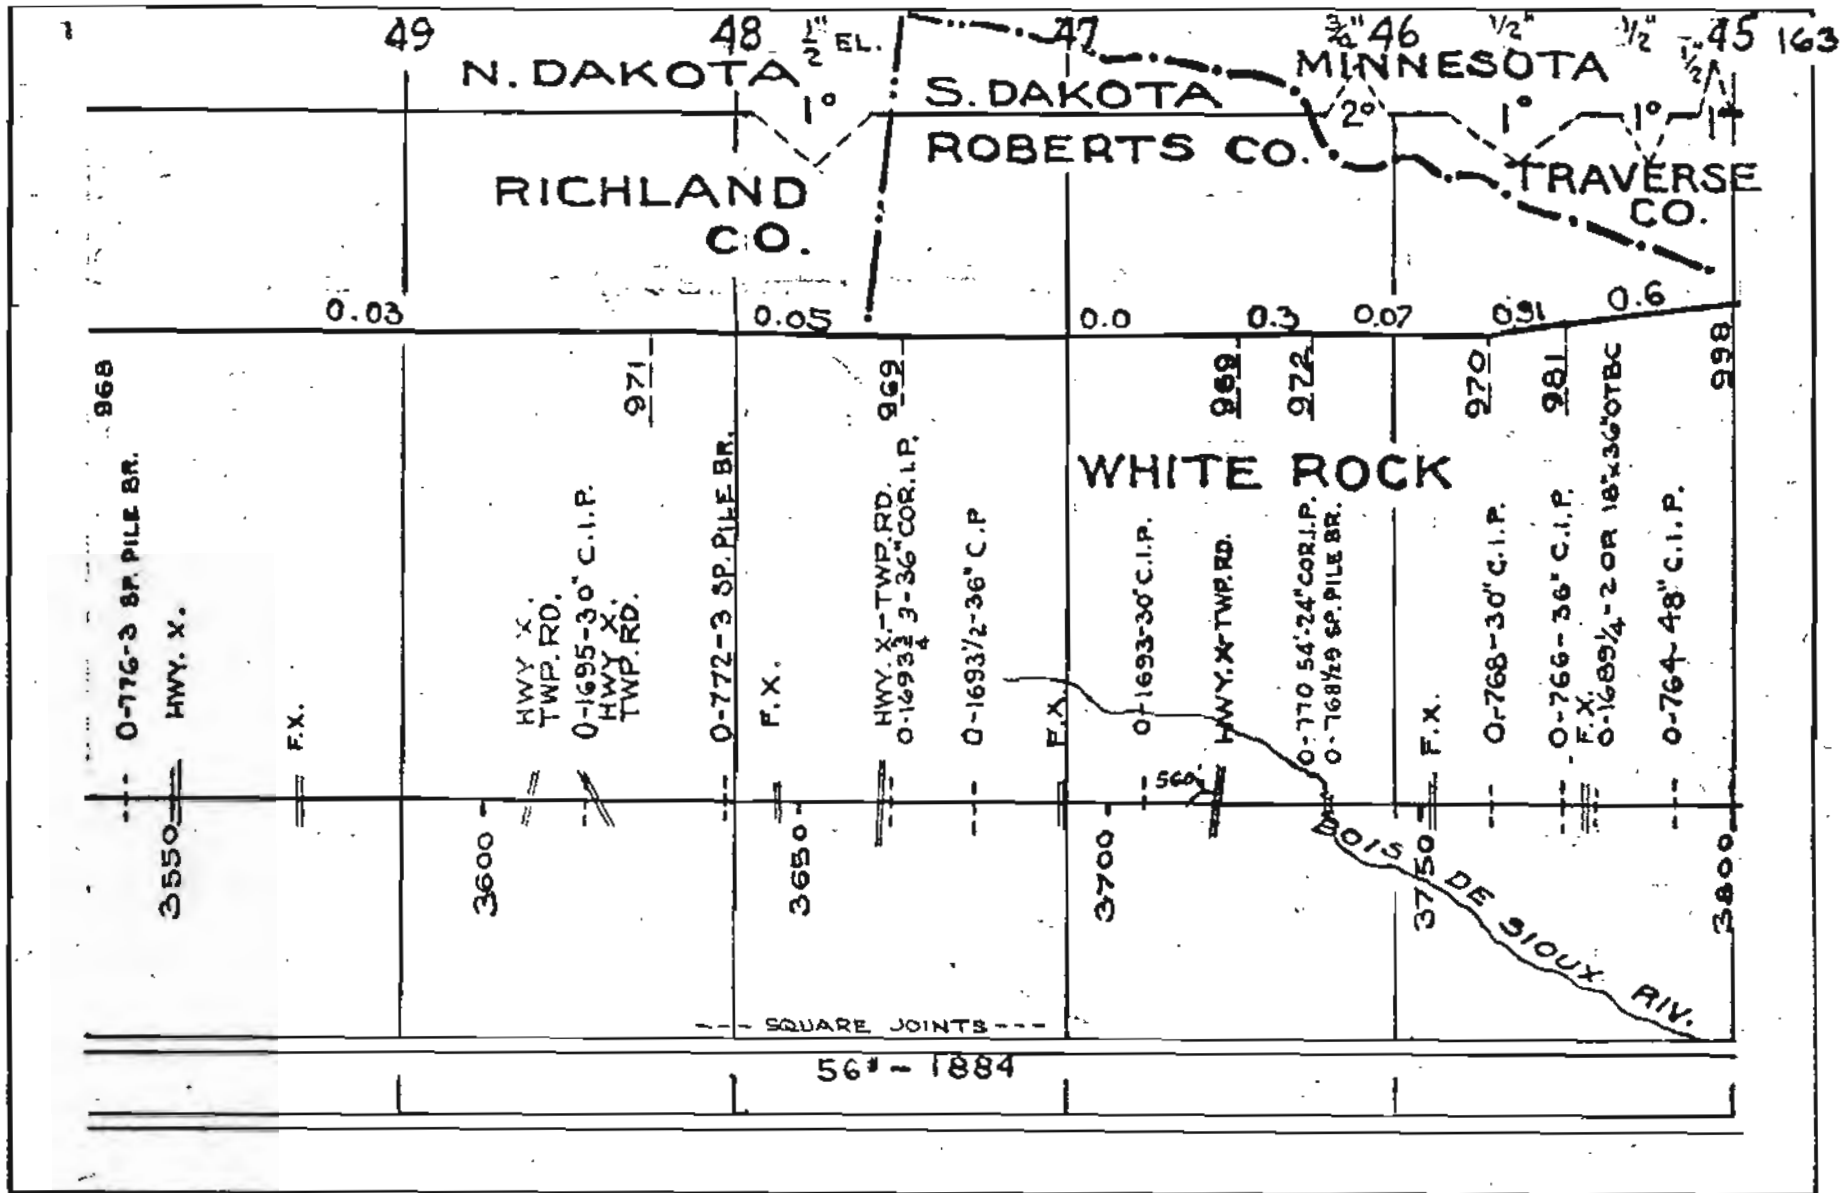 49 48 1/2" EL. 47 3/4" 46 1/2" 1/2" 1/2" 45 163
N. DAKOTA 1° S. DAKOTA MINNESOTA
2° 1° 1°
ROBERTS CO.
RICHLAND
CO.
TRAVERSE
CO.
0.03 0.05 0.0 0.3 0.07 0.91 0.6
968 971 969 969 972 970 981 998
WHITE ROCK
0-776-3 SP. PILE BR.
HWY. X.
F.X.
HWY X.
TWP. RD.
0-1695-30" C.I.P.
HWY X.
TWP. RD.
0-772-3 SP. PILE BR.
F.X.
HWY. X.-TWP. RD.
0-1693 3/4 3-36" COR. I.P.
0-1693 1/2-36" C.P
F.X.
0-1693-30" C.I.P.
HWY. X-TWP. RD.
560'
0-770 54'-24" COR. I.P.
0-768 1/2 9 SP. PILE BR.
F.X.
0-768-30" C.I.P.
0-766-36" C.I.P.
F.X.
0-1689 1/4-2 OR 18"x36" OTBC
0-764-48" C.I.P.
3550 3600 3650 3700 3750 3800
BOIS DE SIOUX RIV.
--- SQUARE JOINTS ---
56# - 1884